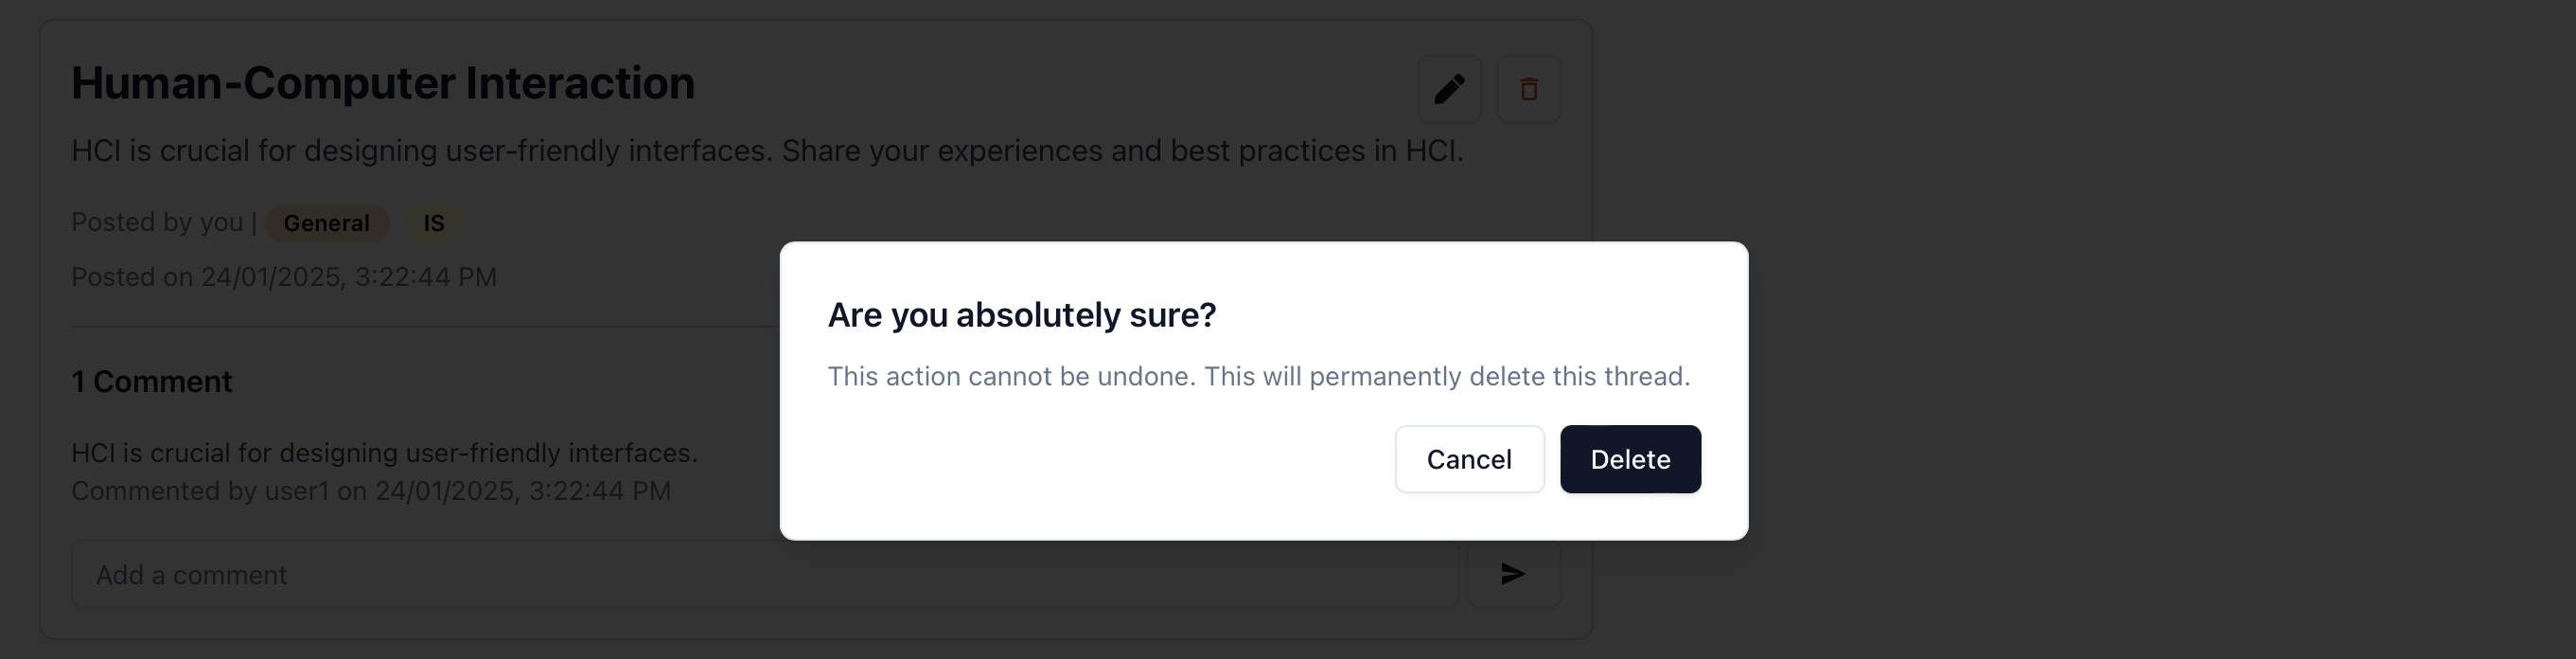 Human-Computer Interaction
HCI is crucial for designing user-friendly interfaces. Share your experiences and best practices in HCI.
Posted by you | General IS
Posted on 24/01/2025, 3:22:44 PM
Are you absolutely sure?
This action cannot be undone. This will permanently delete this thread.
Cancel Delete
1 Comment
HCI is crucial for designing user-friendly interfaces.
Commented by user1 on 24/01/2025, 3:22:44 PM
Add a comment